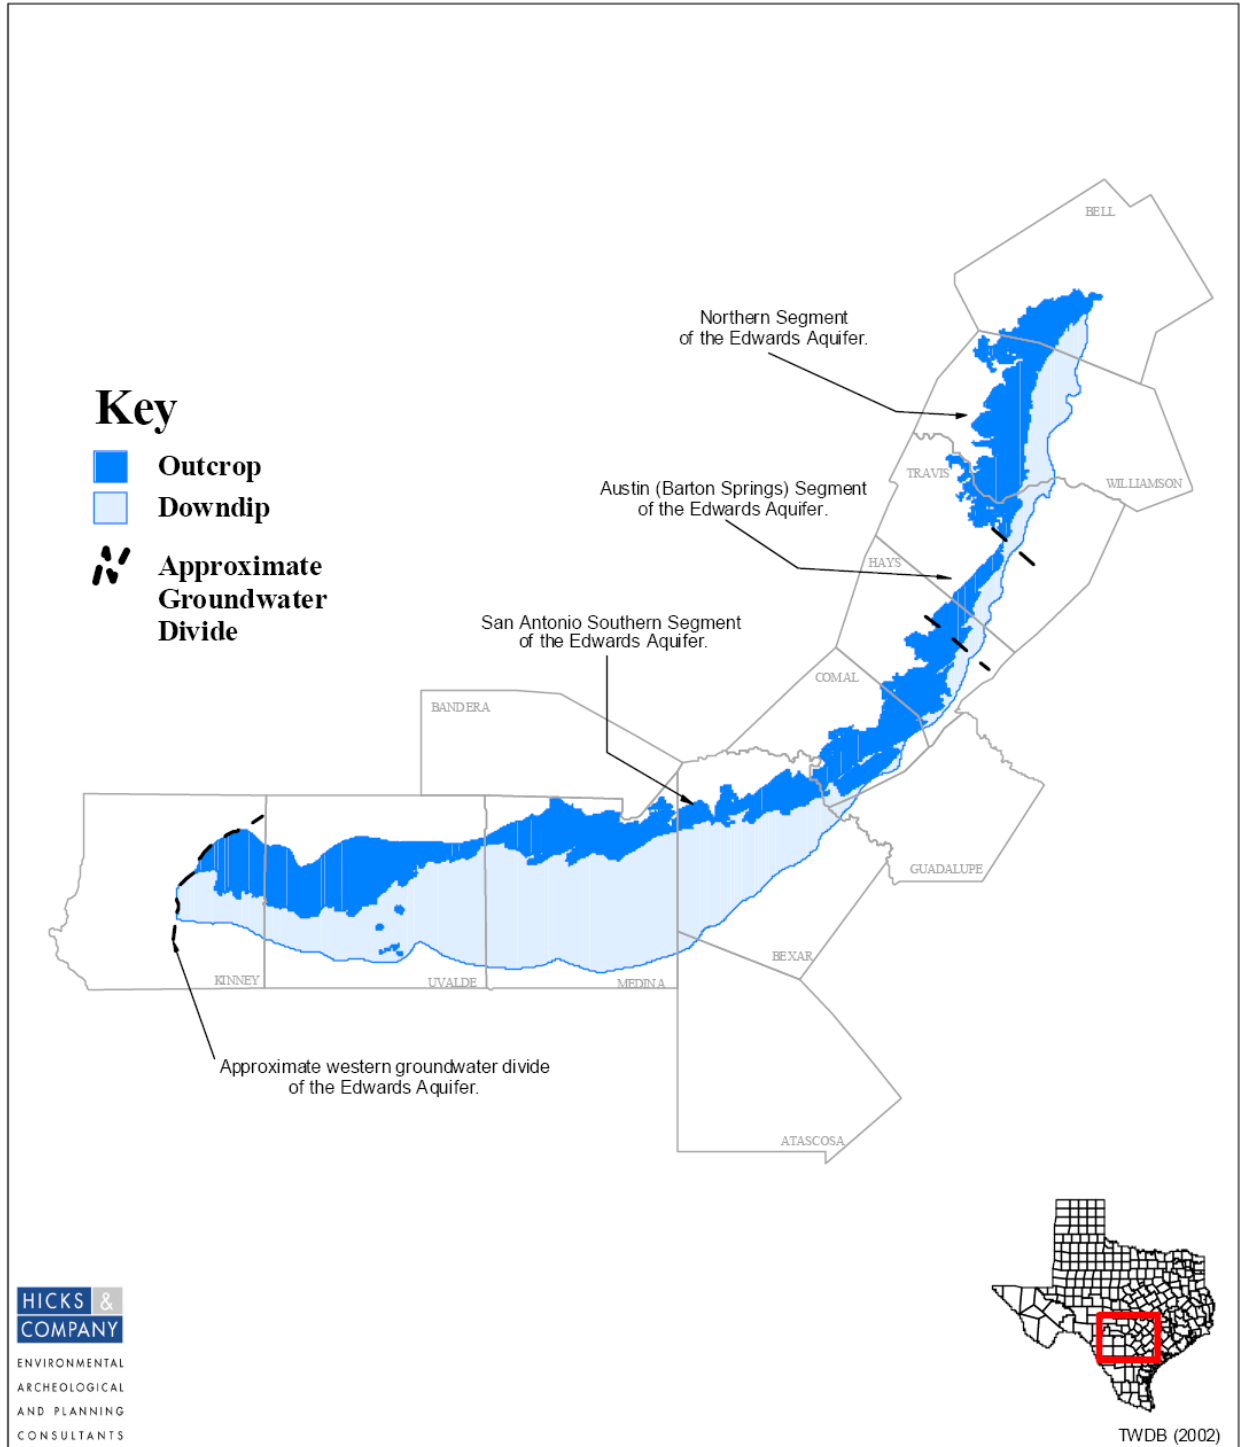 BELL
Northern Segment
of the Edwards Aquifer.
Key
Outcrop
Downdip
Approximate
Groundwater
Divide
TRAVIS
WILLIAMSON
Austin (Barton Springs) Segment
of the Edwards Aquifer.
HAYS
San Antonio Southern Segment
of the Edwards Aquifer.
COMAL
BANDERA
GUADALUPE
BEXAR
KINNEY
UVALDE
MEDINA
Approximate western groundwater divide
of the Edwards Aquifer.
ATASCOSA
HICKS &
COMPANY
ENVIRONMENTAL
ARCHEOLOGICAL
AND PLANNING
CONSULTANTS
TWDB (2002)